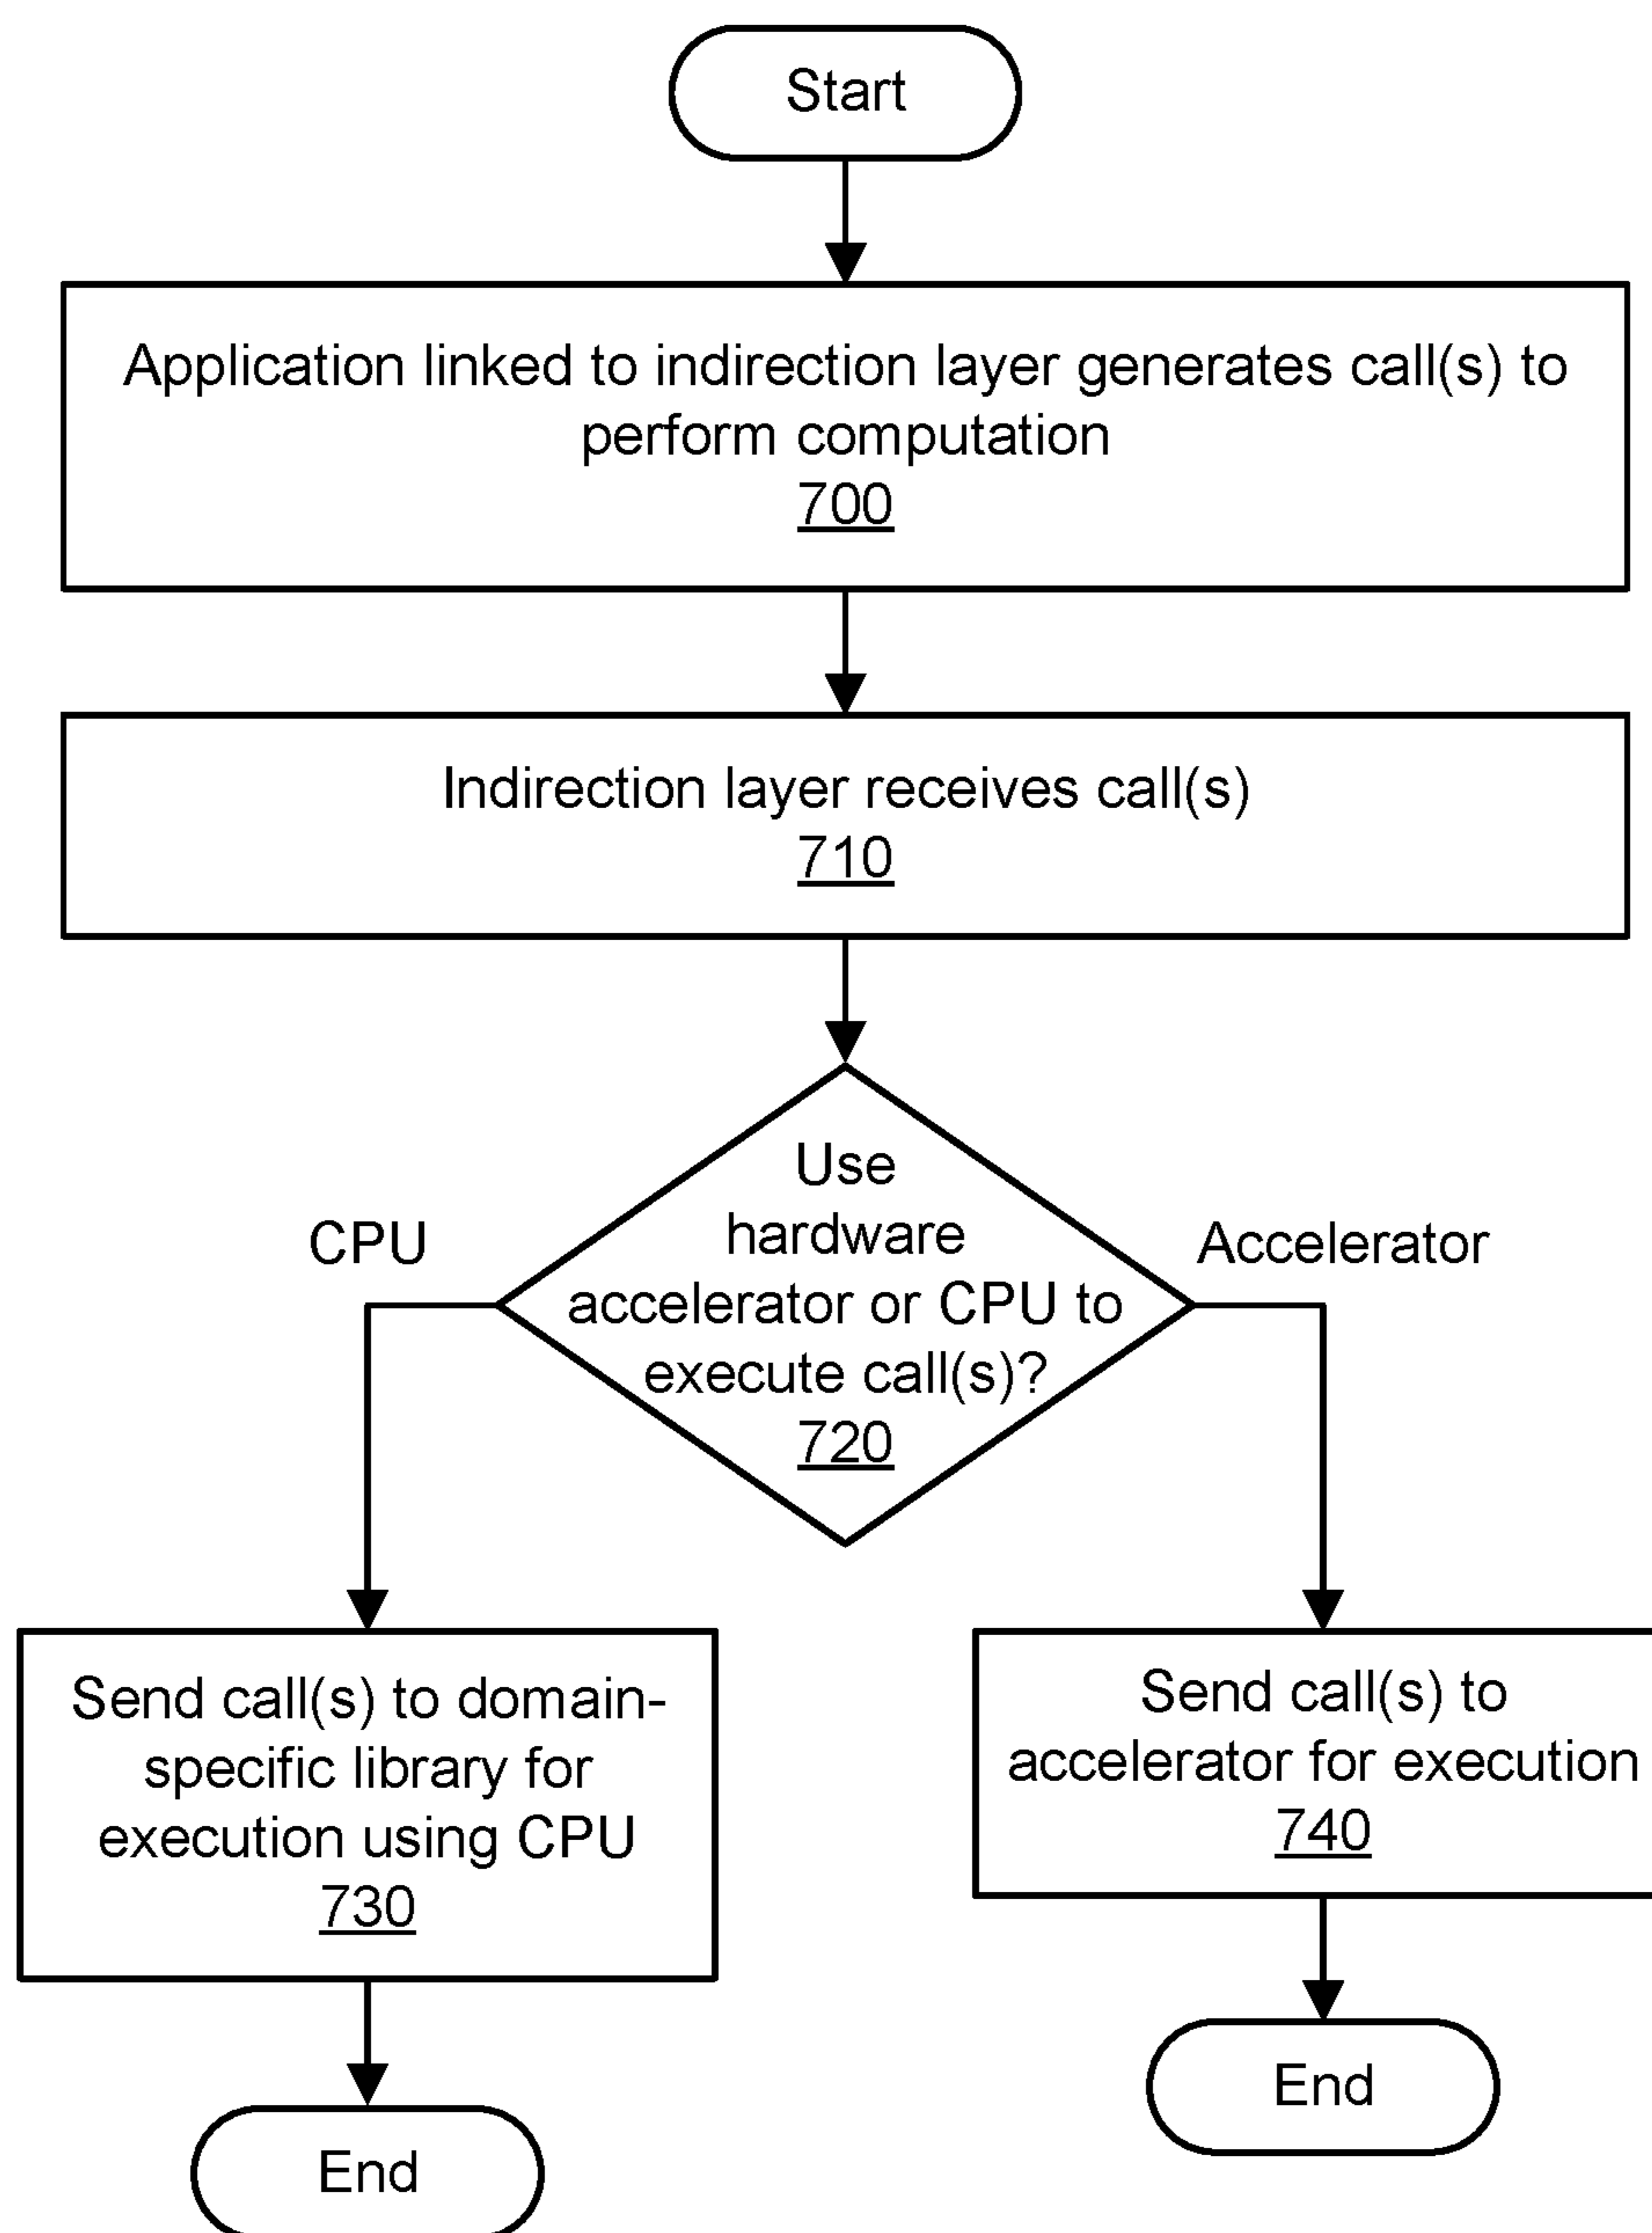 Start
Application linked to indirection layer generates call(s) to
perform computation
700
Indirection layer receives call(s)
710
Use
hardware
accelerator or CPU to
execute call(s)?
720
CPU
Accelerator
Send call(s) to domain-
specific library for
execution using CPU
730
End
Send call(s) to
accelerator for execution
740
End